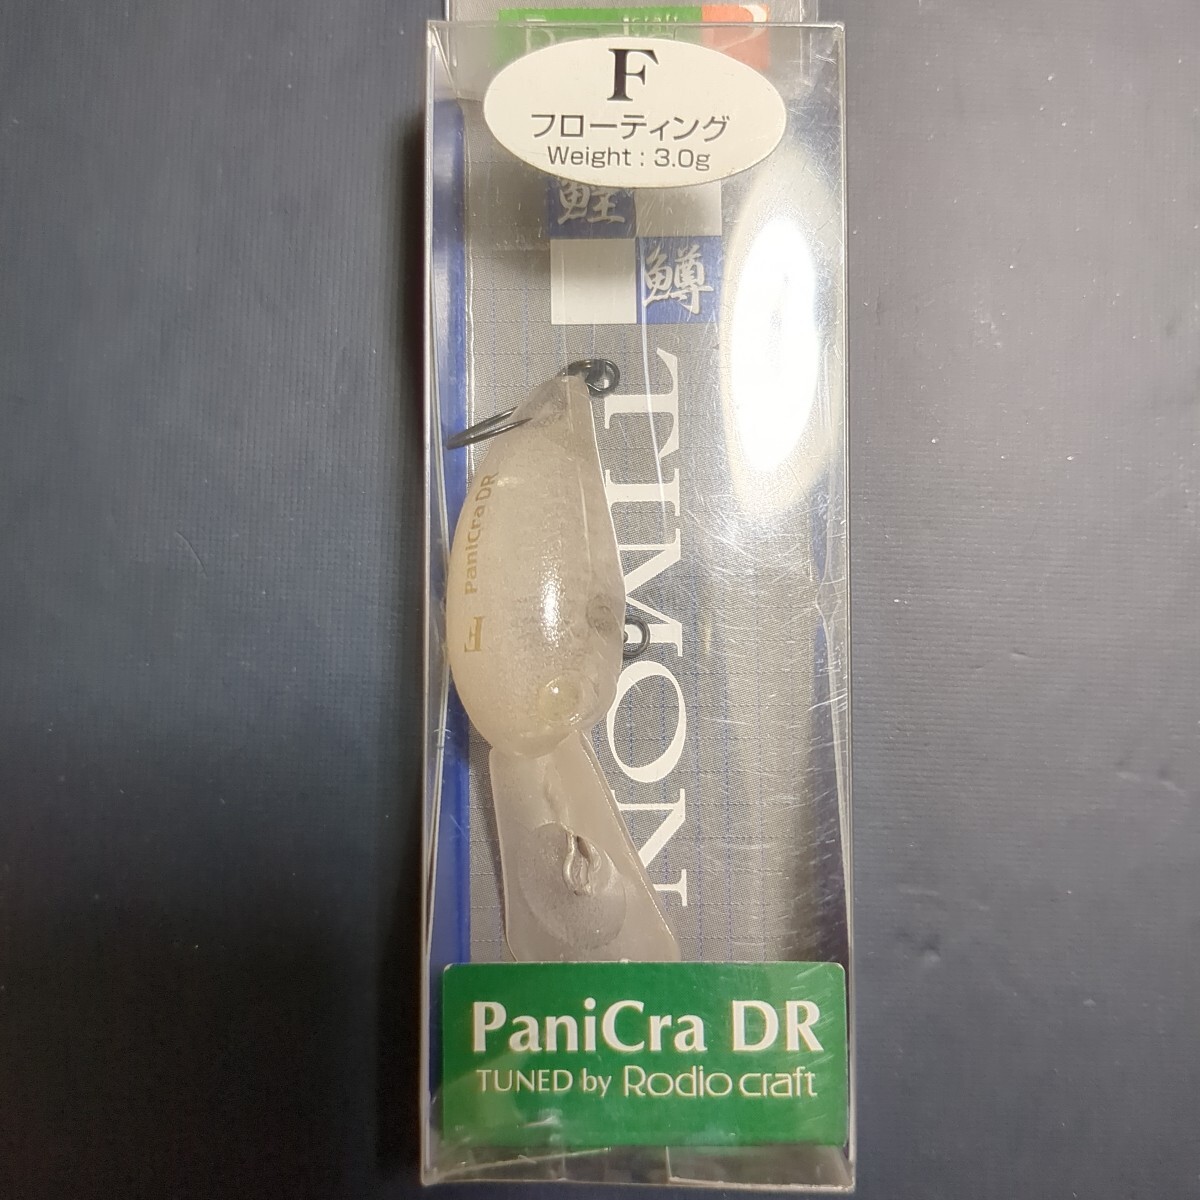 F
フローティング
Weight : 3.0g
鱒
TIMON
PaniCra DR
F
PaniCra DR
TUNED by Rodio craft